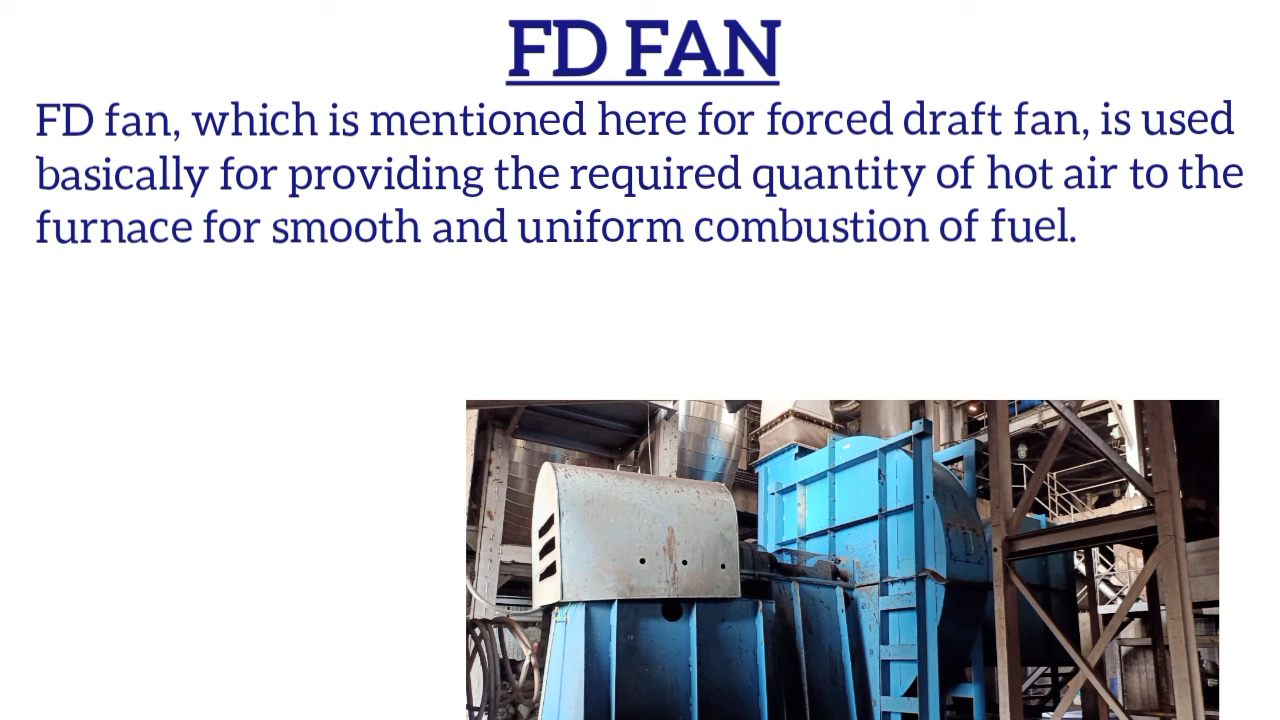 FD FAN
FD fan, which is mentioned here for forced draft fan, is used
basically for providing the required quantity of hot air to the
furnace for smooth and uniform combustion of fuel.